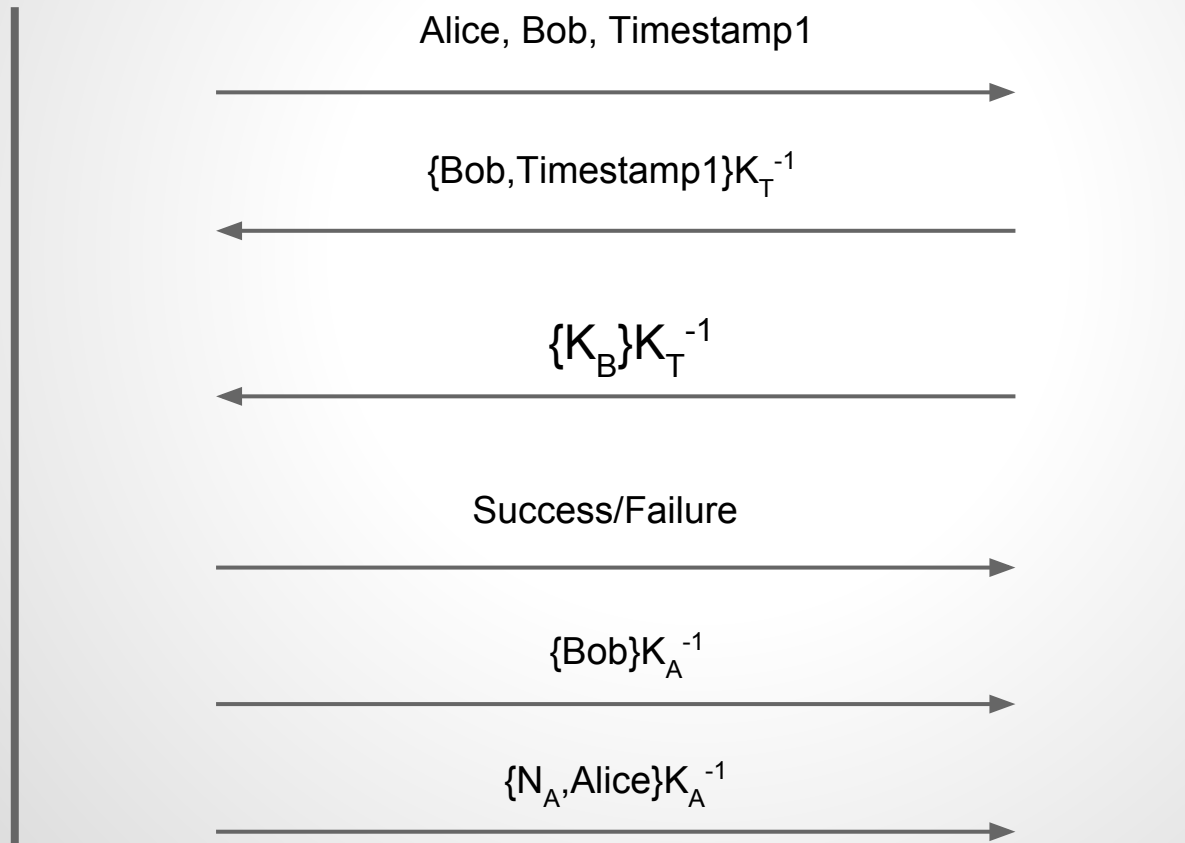 Alice, Bob, Timestamp1
{Bob,Timestamp1}K_T^-1
{K_B}K_T^-1
Success/Failure
{Bob}K_A^-1
{N_A,Alice}K_A^-1